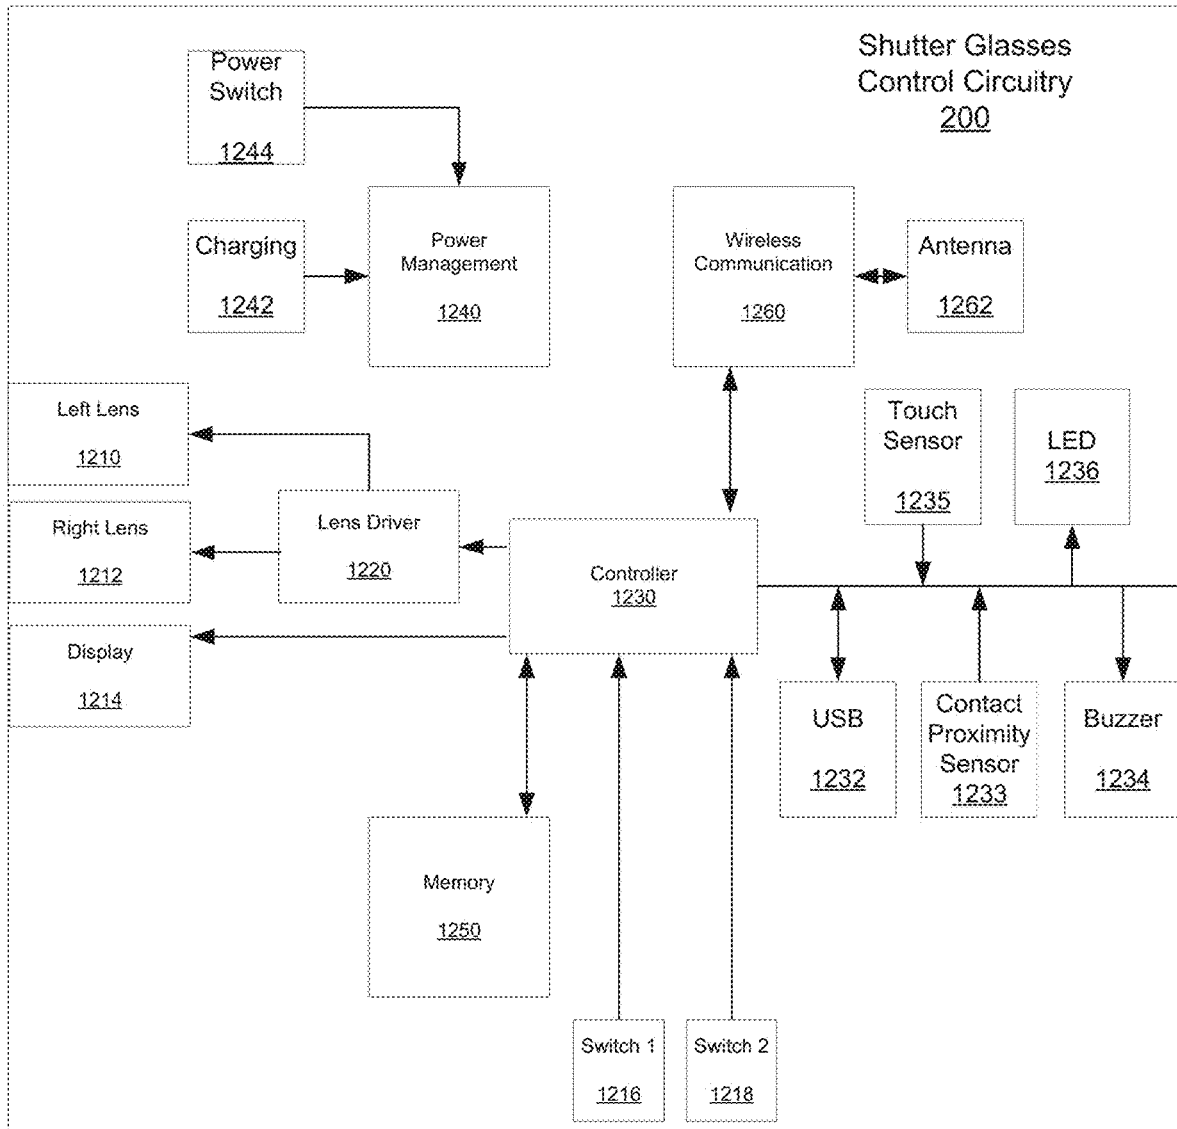 Shutter Glasses
Control Circuitry
200
Power
Switch
1244
Charging
1242
Power
Management
1240
Wireless
Communication
1260
Antenna
1262
Left Lens
1210
Right Lens
1212
Display
1214
Lens Driver
1220
Controller
1230
Touch
Sensor
1235
LED
1236
USB
1232
Contact
Proximity
Sensor
1233
Buzzer
1234
Memory
1250
Switch 1
1216
Switch 2
1218